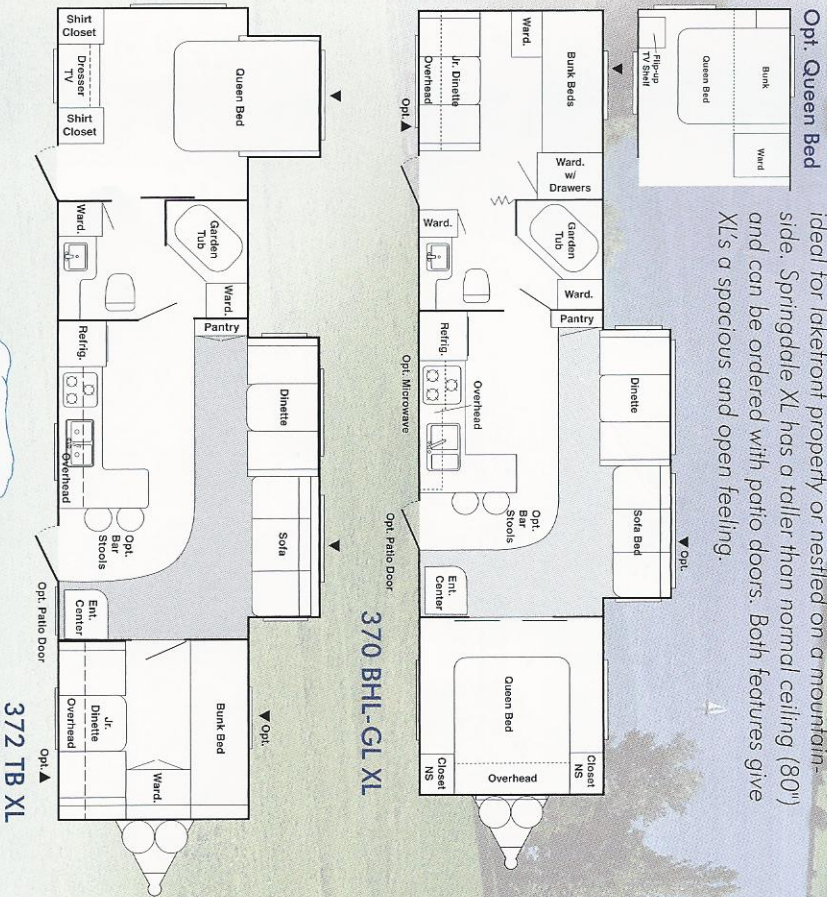 Opt. Queen Bed
Bunk
Ward
Queen Bed
Flip-up
TV Shelf
ideal for lakefront property or nestled on a mountain-
side. Springdale XL has a taller than normal ceiling (80")
and can be ordered with patio doors. Both features give
XL's a spacious and open feeling.
Bunk Beds
Ward.
Jr. Dinette
Overhead
Opt.
Ward.
w/
Drawers
Ward.
Garden
Tub
Ward.
Pantry
Refrig.
Overhead
Opt. Microwave
Dinette
Sofa Bed
Opt.
Opt.
Bar
Stools
Opt. Patio Door
Ent.
Center
Queen Bed
Closet
NS
Overhead
Closet
NS
370 BHL-GL XL
Shirt
Closet
Dresser
TV
Shirt
Closet
Queen Bed
Ward.
Garden
Tub
Ward.
Pantry
Refrig.
Overhead
Dinette
Sofa
Opt.
Bar
Stools
Ent.
Center
Opt. Patio Door
Bunk Bed
Opt.
Jr.
Dinette
Overhead
Ward.
Opt.
372 TB XL